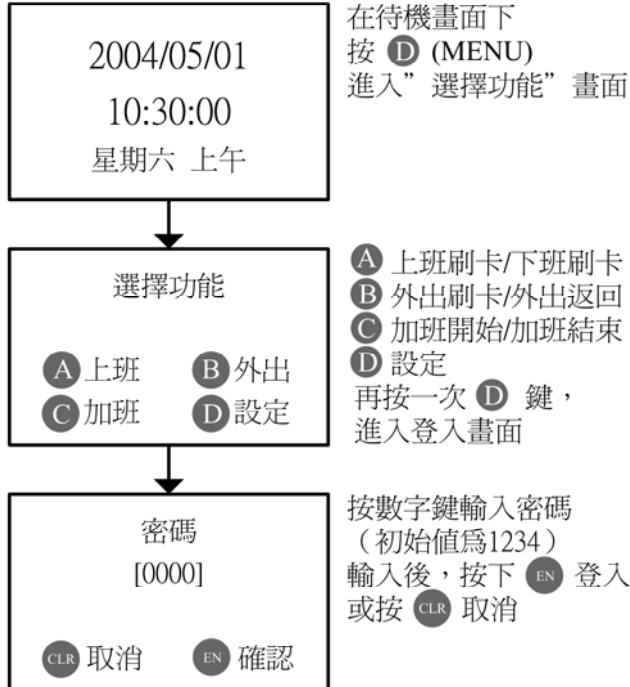 2004/05/01
10:30:00
星期六 上午
在待機畫面下
按 D (MENU)
進入”選擇功能”畫面
選擇功能
A 上班 B 外出
C 加班 D 設定
A 上班刷卡/下班刷卡
B 外出刷卡/外出返回
C 加班開始/加班結束
D 設定
再按一次 D 鍵，
進入登入畫面
密碼
[0000]
CLR 取消 EN 確認
按數字鍵輸入密碼
（初始值爲1234）
輸入後，按下 EN 登入
或按 CLR 取消